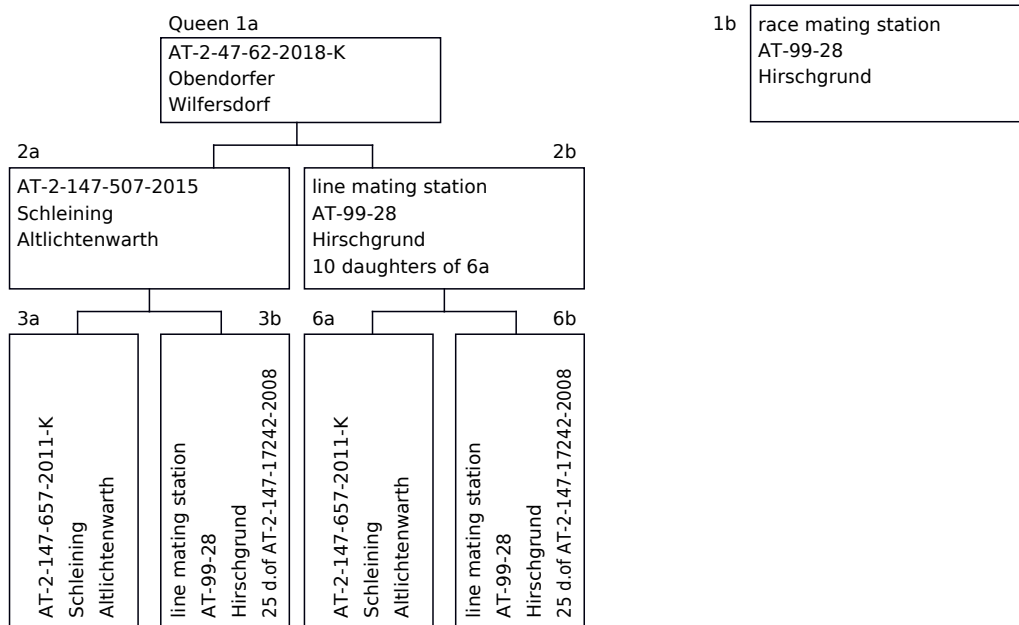 Queen 1a
AT-2-47-62-2018-K
Obendorfer
Wilfersdorf
1b
race mating station
AT-99-28
Hirschgrund
2a
AT-2-147-507-2015
Schleining
Altlichtenwarth
2b
line mating station
AT-99-28
Hirschgrund
10 daughters of 6a
3a
AT-2-147-657-2011-K
Schleining
Altlichtenwarth
3b
line mating station
AT-99-28
Hirschgrund
25 d.of AT-2-147-17242-2008
6a
AT-2-147-657-2011-K
Schleining
Altlichtenwarth
6b
line mating station
AT-99-28
Hirschgrund
25 d.of AT-2-147-17242-2008